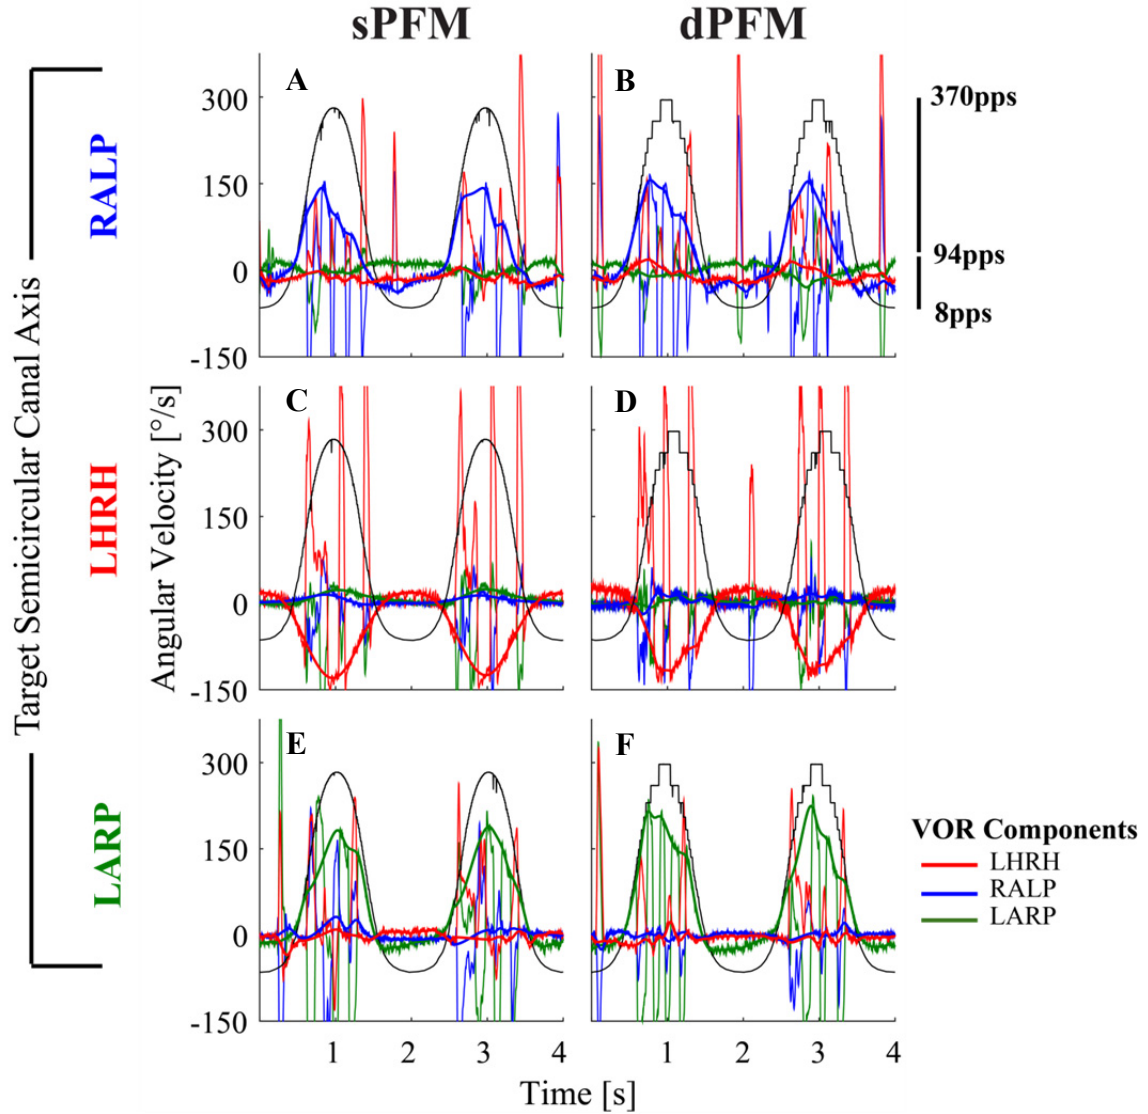 sPFM
dPFM
Target Semicircular Canal Axis
RALP
LHRH
LARP
Angular Velocity [°/s]
A
300
150
0
-150
B
370pps
94pps
8pps
C
300
150
0
-150
D
E
300
150
0
-150
F
VOR Components
LHRH
RALP
LARP
1 2 3 4
1 2 3 4
Time [s]